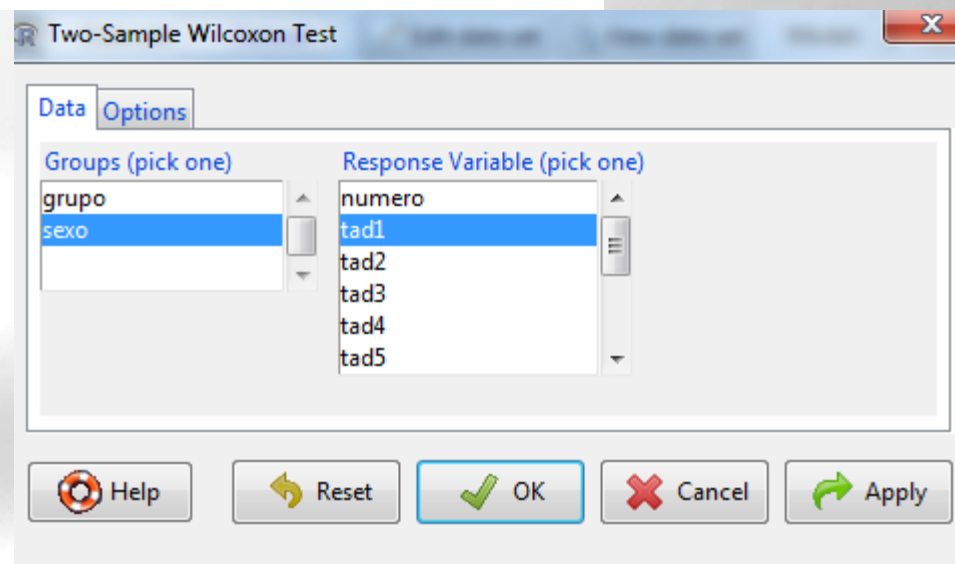 Two-Sample Wilcoxon Test
Data Options
Groups (pick one) Response Variable (pick one)
grupo numero
sexo tad1
tad2
tad3
tad4
tad5
Help Reset OK Cancel Apply